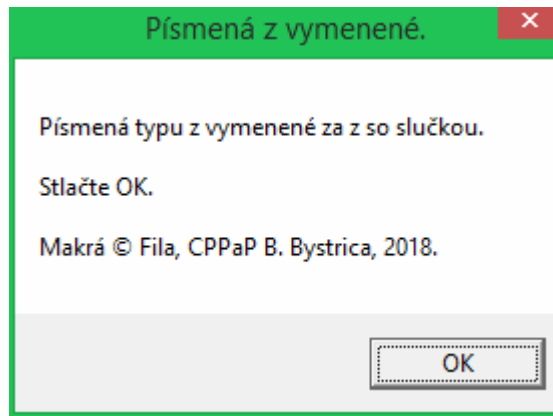 Písmená z vymenené.
Písmená typu z vymenené za z so slučkou.
Stlačte OK.
Makrá © Fila, CPPaP B. Bystrica, 2018.
OK